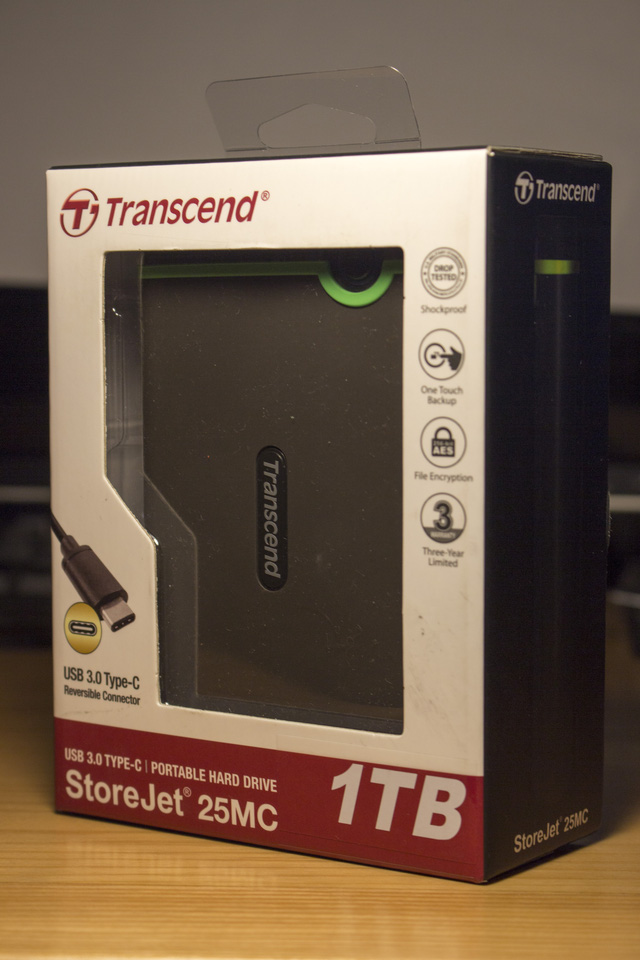 Transcend®
Transcend®
DROP
TESTED
Shockproof
One Touch
Backup
AES
File Encryption
3
Three-Year
Limited
Transcend
USB 3.0 Type-C
Reversible Connector
USB 3.0 TYPE-C | PORTABLE HARD DRIVE
StoreJet® 25MC
1TB
StoreJet® 25MC